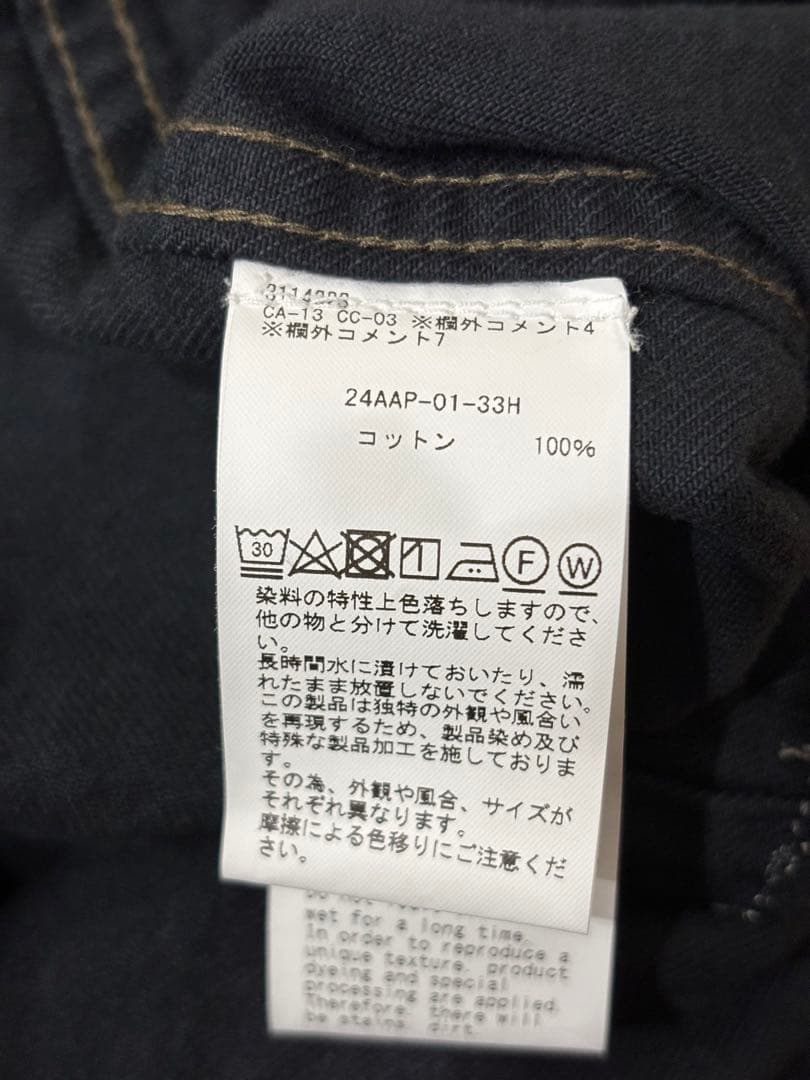 CA-13 CC-03 ※欄外コメント4
※欄外コメント7
24AAP-01-33H
コットン 100%
30
F
W
染料の特性上色落ちしますので、
他の物と分けて洗濯してくださ
い。
長時間水に漬けておいたり、濡
れたまま放置しないでください。
この製品は独特の外観や風合い
を再現するため、製品染め及び
特殊な製品加工を施しておりま
す。
その為、外観や風合、サイズが
それぞれ異なります。
摩擦による色移りにご注意くだ
さい。
wet for a long time.
In order to reproduce a
unique texture, product
dyeing and special
processing are applied.
Therefore, there will
be stains, dirt,